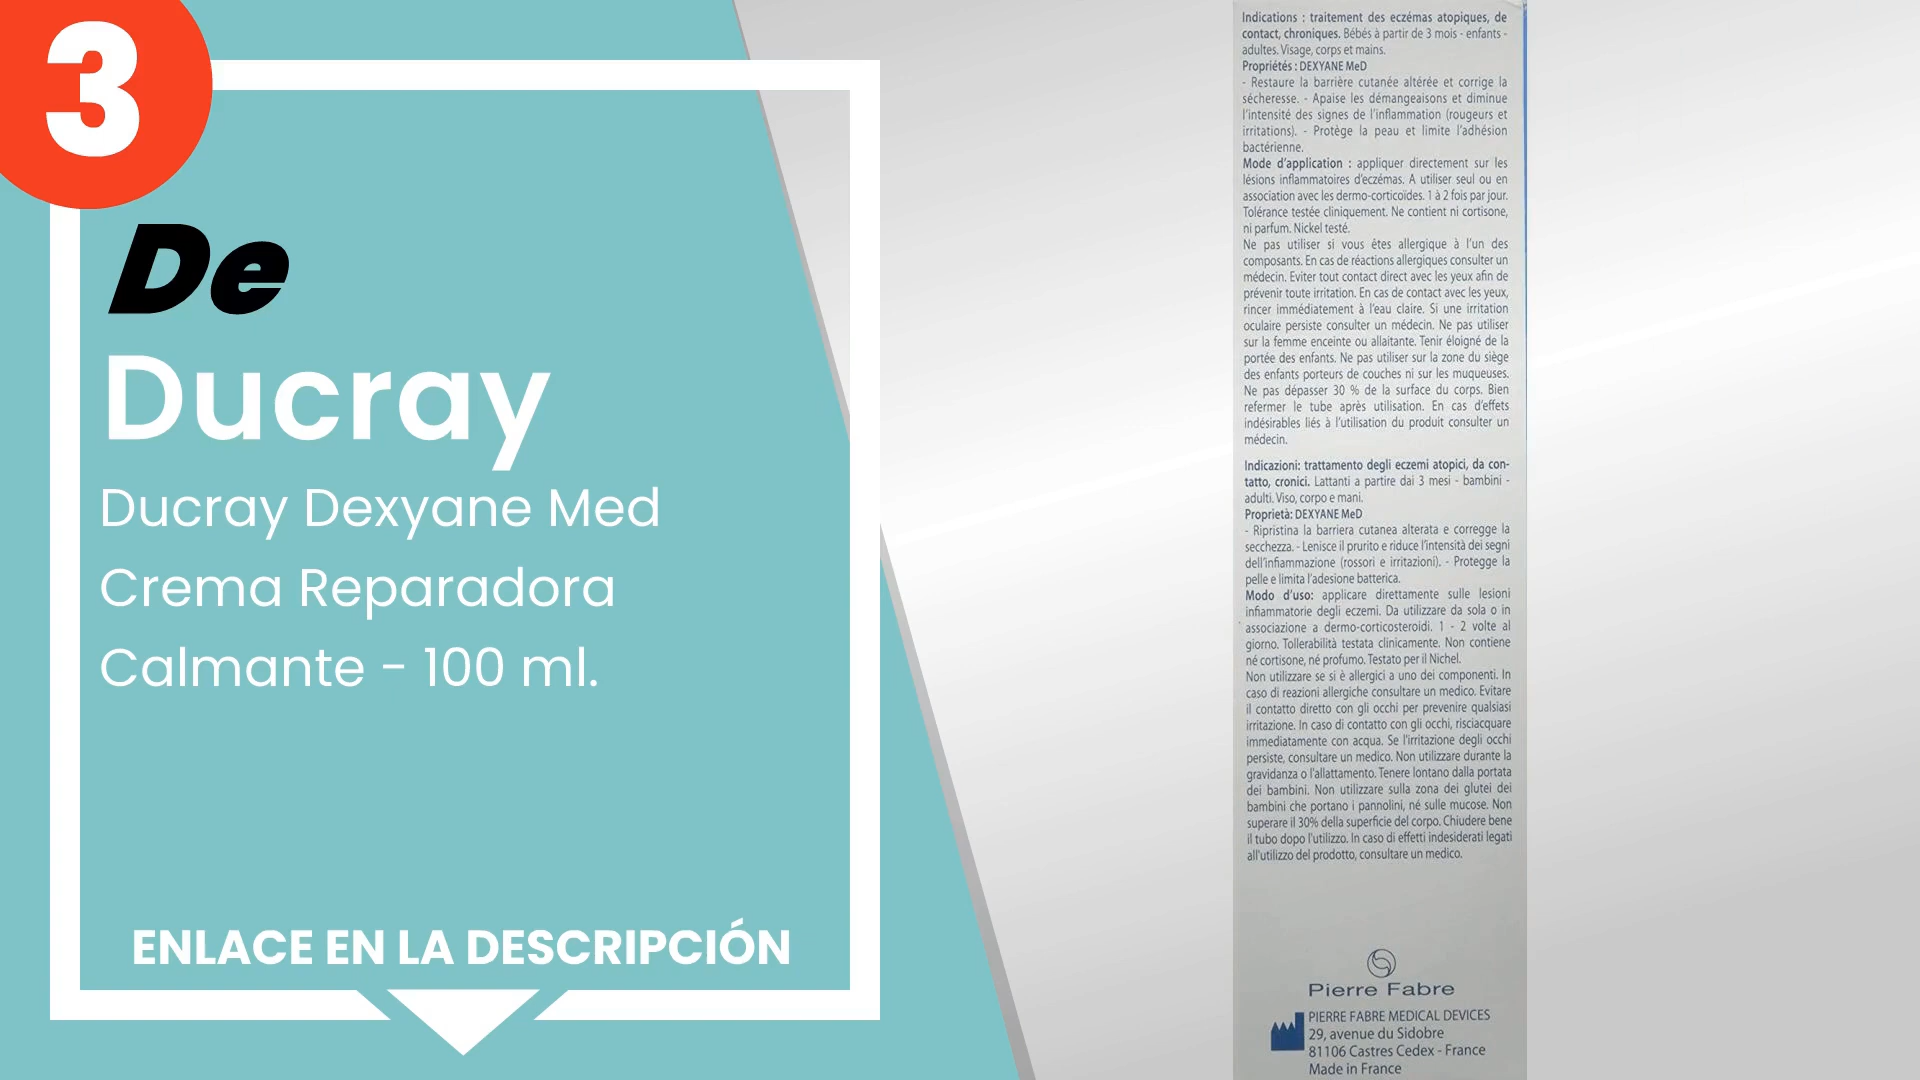 3
De
Ducray
Ducray Dexyane Med
Crema Reparadora
Calmante - 100 ml.
ENLACE EN LA DESCRIPCIÓN
Indications : traitement des eczémas atopiques, de
contact, chroniques. Bébés à partir de 3 mois - enfants -
adultes. Visage, corps et mains.
Propriétés : DEXYANE MeD
- Restaure la barrière cutanée altérée et corrige la
sécheresse. - Apaise les démangeaisons et diminue
l'intensité des signes de l'inflammation (rougeurs et
irritations). - Protège la peau et limite l'adhésion
bactérienne.
Mode d'application : appliquer directement sur les
lésions inflammatoires d'eczémas. A utiliser seul ou en
association avec les dermo-corticoïdes. 1 à 2 fois par jour.
Tolérance testée cliniquement. Ne contient ni cortisone,
ni parfum. Nickel testé.
Ne pas utiliser si vous êtes allergique à l'un des
composants. En cas de réactions allergiques consulter un
médecin. Eviter tout contact direct avec les yeux afin de
prévenir toute irritation. En cas de contact avec les yeux,
rincer immédiatement à l'eau claire. Si une irritation
oculaire persiste consulter un médecin. Ne pas utiliser
sur la femme enceinte ou allaitante. Tenir éloigné de la
portée des enfants. Ne pas utiliser sur la zone du siège
des enfants porteurs de couches ni sur les muqueuses.
Ne pas dépasser 30 % de la surface du corps. Bien
refermer le tube après utilisation. En cas d'effets
indésirables liés à l'utilisation du produit consulter un
médecin.
Indicazioni: trattamento degli eczemi atopici, da con-
tatto, cronici. Lattanti a partire dai 3 mesi - bambini -
adulti. Viso, corpo e mani.
Proprietà: DEXYANE MeD
- Ripristina la barriera cutanea alterata e corregge la
secchezza. - Lenisce il prurito e riduce l'intensità dei segni
dell'infiammazione (rossori e irritazioni). - Protegge la
pelle e limita l'adesione batterica.
Modo d'uso: applicare direttamente sulle lesioni
infiammatorie degli eczemi. Da utilizzare da sola o in
associazione a dermo-corticosteroidi. 1 - 2 volte al
giorno. Tollerabilità testata clinicamente. Non contiene
né cortisone, né profumo. Testato per il Nichel.
Non utilizzare se si è allergici a uno dei componenti. In
caso di reazioni allergiche consultare un medico. Evitare
il contatto diretto con gli occhi per prevenire qualsiasi
irritazione. In caso di contatto con gli occhi, risciacquare
immediatamente con acqua. Se l'irritazione degli occhi
persiste, consultare un medico. Non utilizzare durante la
gravidanza o l'allattamento. Tenere lontano dalla portata
dei bambini. Non utilizzare sulla zona dei glutei dei
bambini che portano i pannolini, né sulle mucose. Non
superare il 30% della superficie del corpo. Chiudere bene
il tubo dopo l'utilizzo. In caso di effetti indesiderati legati
all'utilizzo del prodotto, consultare un medico.
Pierre Fabre
PIERRE FABRE MEDICAL DEVICES
29, avenue du Sidobre
81106 Castres Cedex - France
Made in France